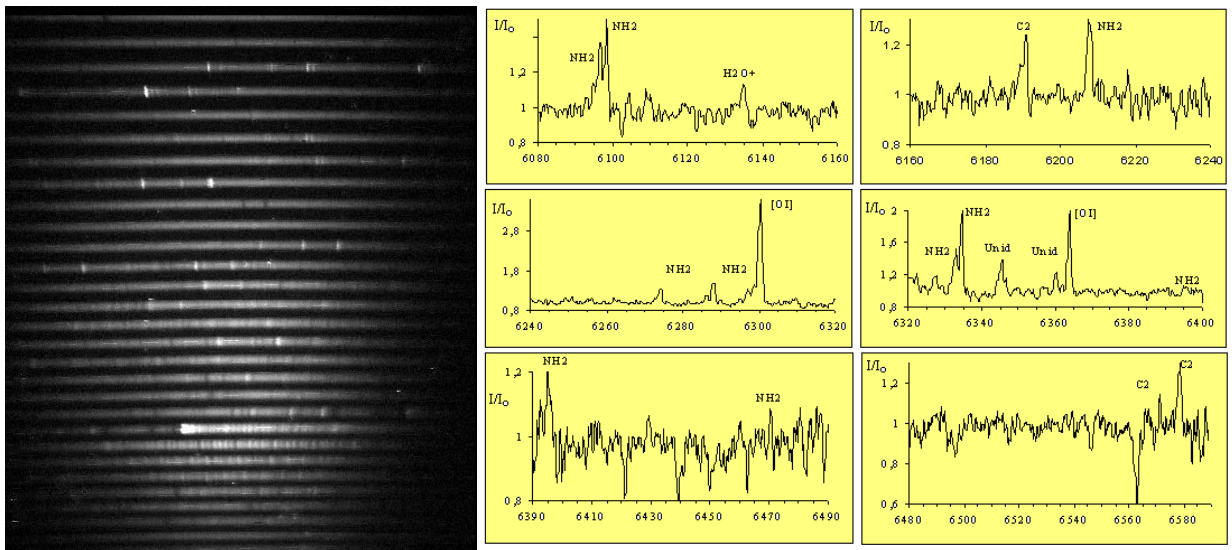 I/Io
NH2
NH2
H2O+
1,2
1
0,8
6080 6100 6120 6140 6160
I/Io
C2
NH2
1,2
1
0,8
6160 6180 6200 6220 6240
I/Io
[OI]
2,8
NH2
NH2
1,8
0,8
6240 6260 6280 6300 6320
I/Io
2
NH2
[OI]
1,6
NH2
Unid
Unid
1,2
NH2
0,8
6320 6340 6360 6380 6400
NH2
1,2
I/Io
NH2
1
0,8
6390 6410 6430 6450 6470 6490
I/Io
1,2
C2
C2
1,0
0,8
0,6
6480 6500 6520 6540 6560 6580